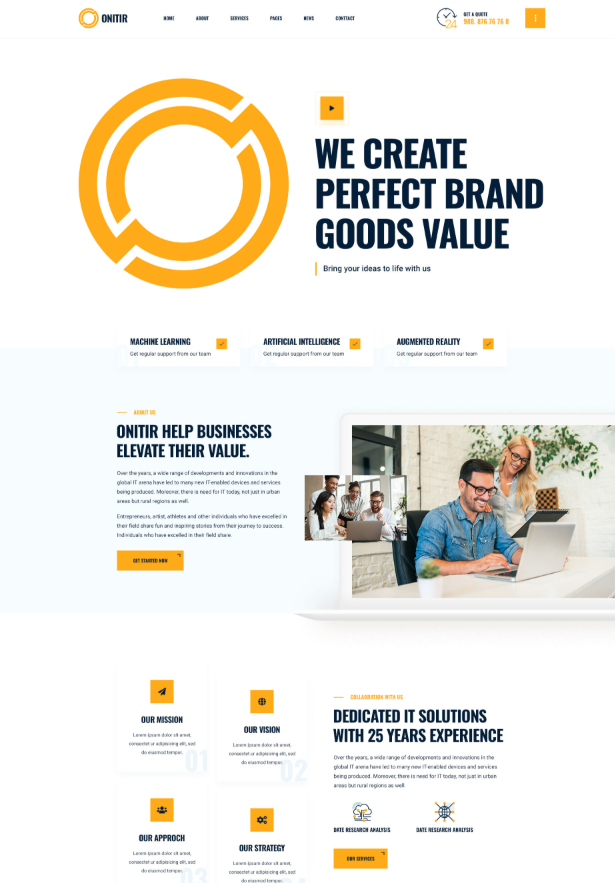 ONITIR
HOME ABOUT SERVICES PAGES NEWS CONTTACT
GET A QUOTE
980. 876 76 76 8
24
WE CREATE
PERFECT BRAND
GOODS VALUE
Bring your ideas to life with us
MACHINE LEARNING
Get regular support from our team
ARTIFICIAL INTELLIGENCE
Get regular support from our team
AUGMENTED REALITY
Get regular support from our team
ABOUT US
ONITIR HELP BUSINESSES
ELEVATE THEIR VALUE.
Over the years, a wide range of developments and innovations in the
global IT arena have led to many new IT-enabled devices and services
being produced. Moreover, there is need for IT today, not just in urban
areas but rural regions as well.
Entrepreneurs, artist, athletes and other individuals who have excelled in
their field share fun and inspiring stories from their journey to success.
Individuals who have excelled in their field share.
GET STARTED NOW
OUR MISSION
Lorem ipsum dolor sit amet,
consectet ur adipisicing elit, sed
do eiusmod tempor.
01
OUR VISION
Lorem ipsum dolor sit amet,
consectet ur adipisicing elit, sed
do eiusmod tempor.
02
OUR APPROCH
Lorem ipsum dolor sit amet,
consectet ur adipisicing elit, sed
do eiusmod tempor.
03
OUR STRATEGY
Lorem ipsum dolor sit amet,
consectet ur adipisicing elit, sed
do eiusmod tempor.
COLLABRATION WITH US
DEDICATED IT SOLUTIONS
WITH 25 YEARS EXPERIENCE
Over the years, a wide range of developments and innovations in the
global IT arena have led to many new IT-enabled devices and services
being produced. Moreover, there is need for IT today, not just in urban
areas but rural regions as well.
DATE RESEARCH ANALYSIS
DATE RESEARCH ANALYSIS
OUR SERVICES